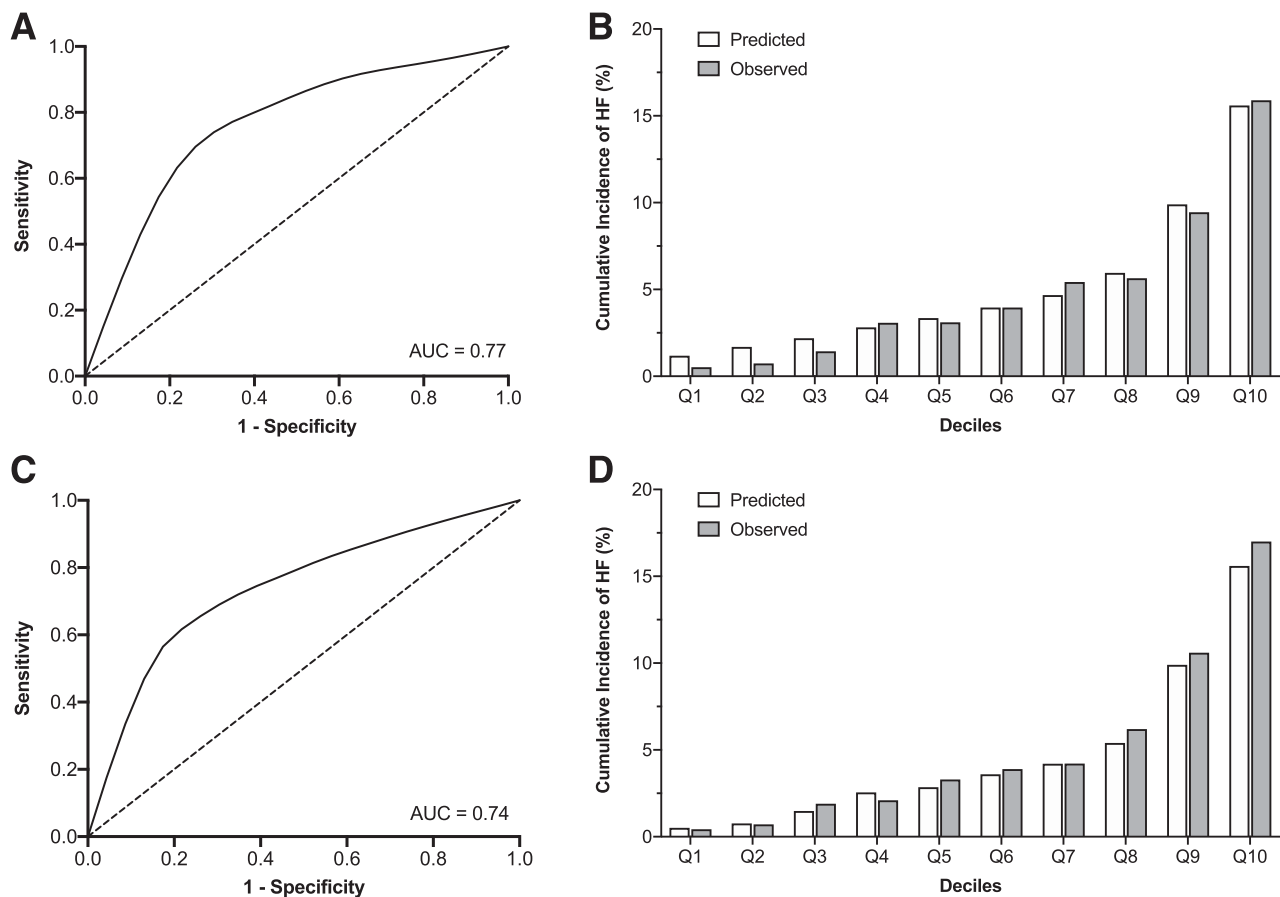 A
1.0
0.8
0.6
0.4
0.2
0.0
Sensitivity
AUC = 0.77
0.0 0.2 0.4 0.6 0.8 1.0
1 - Specificity
B
20
15
10
5
0
Cumulative Incidence of HF (%)
Predicted
Observed
Q1 Q2 Q3 Q4 Q5 Q6 Q7 Q8 Q9 Q10
Deciles
C
1.0
0.8
0.6
0.4
0.2
0.0
Sensitivity
AUC = 0.74
0.0 0.2 0.4 0.6 0.8 1.0
1 - Specificity
D
20
15
10
5
0
Cumulative Incidence of HF (%)
Predicted
Observed
Q1 Q2 Q3 Q4 Q5 Q6 Q7 Q8 Q9 Q10
Deciles